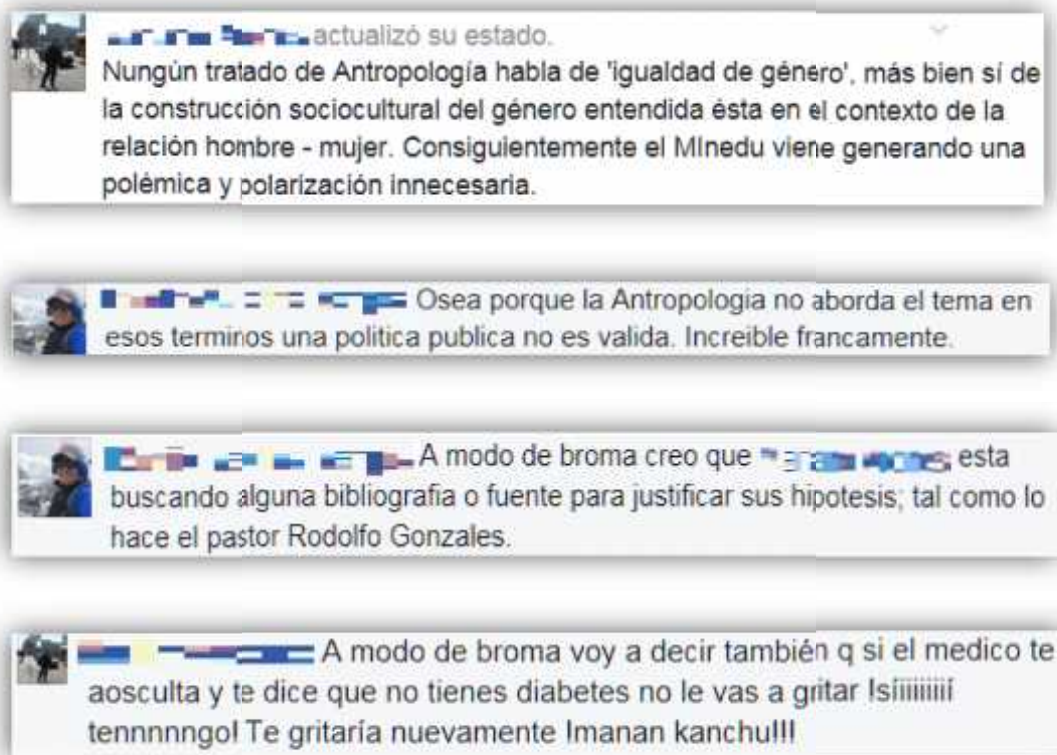 actualizó su estado.
Nungún tratado de Antropología habla de 'igualdad de género', más bien sí de
la construcción sociocultural del género entendida ésta en el contexto de la
relación hombre - mujer. Consiguientemente el MInedu viene generando una
polémica y polarización innecesaria.
Osea porque la Antropologia no aborda el tema en
esos terminos una politica publica no es valida. Increible francamente.
A modo de broma creo que esta
buscando alguna bibliografia o fuente para justificar sus hipotesis; tal como lo
hace el pastor Rodolfo Gonzales.
A modo de broma voy a decir también q si el medico te
aosculta y te dice que no tienes diabetes no le vas a gritar !síiiiiiiií
tennnnngo! Te gritaría nuevamente !manan kanchu!!!